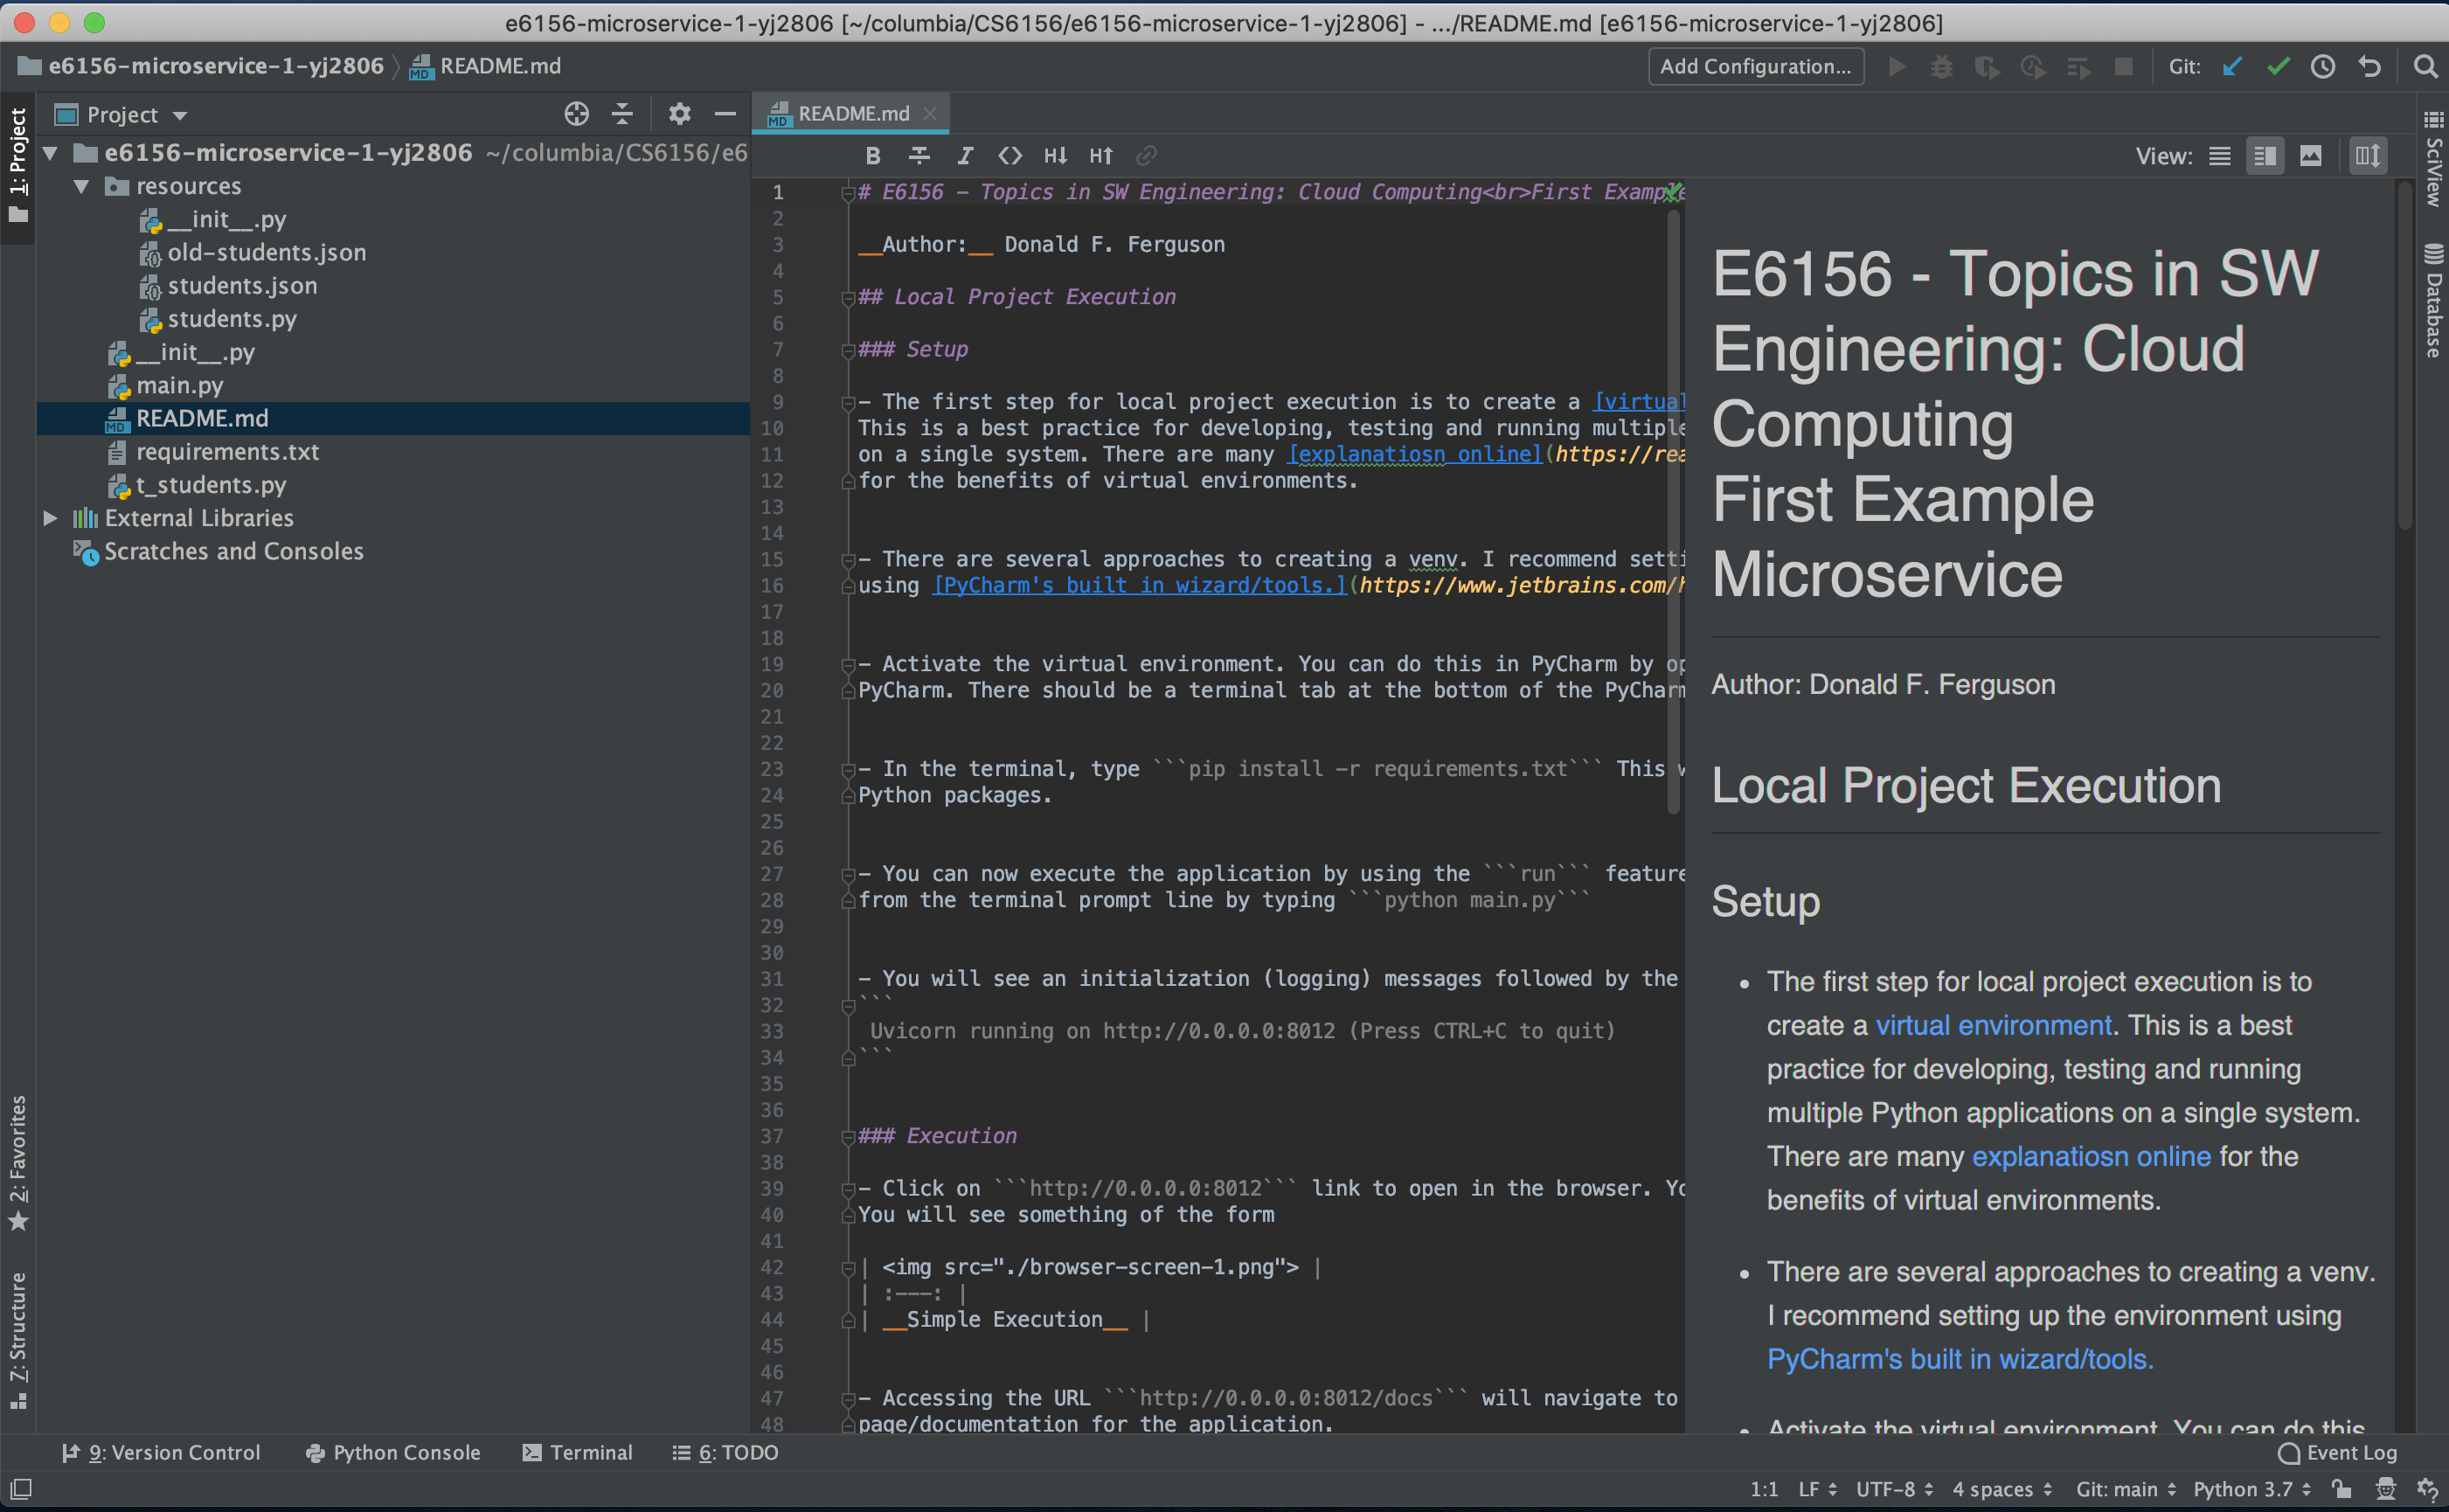 e6156-microservice-1-yj2806 [~/columbia/CS6156/e6156-microservice-1-yj2806] - .../README.md [e6156-microservice-1-yj2806]
e6156-microservice-1-yj2806
README.md
Add Configuration...
Git:
1: Project
Project
README.md
e6156-microservice-1-yj2806 ~/columbia/CS6156/e6
resources
__init__.py
old-students.json
students.json
students.py
__init__.py
main.py
README.md
requirements.txt
t_students.py
External Libraries
Scratches and Consoles
2: Favorites
7: Structure
View:
1 # E6156 - Topics in SW Engineering: Cloud Computing<br>First Example
2
3 __Author:__ Donald F. Ferguson
4
5 ## Local Project Execution
6
7 ### Setup
8
9 - The first step for local project execution is to create a [virtual
10 This is a best practice for developing, testing and running multiple
11 on a single system. There are many [explanatiosn online](https://rea
12 for the benefits of virtual environments.
13
14
15 - There are several approaches to creating a venv. I recommend setti
16 using [PyCharm's built in wizard/tools.](https://www.jetbrains.com/h
17
18
19 - Activate the virtual environment. You can do this in PyCharm by op
20 PyCharm. There should be a terminal tab at the bottom of the PyCharm
21
22
23 - In the terminal, type ```pip install -r requirements.txt``` This w
24 Python packages.
25
26
27 - You can now execute the application by using the ```run``` feature
28 from the terminal prompt line by typing ```python main.py```
29
30
31 - You will see an initialization (logging) messages followed by the
32 ```
33 Uvicorn running on http://0.0.0.0:8012 (Press CTRL+C to quit)
34 ```
35
36
37 ### Execution
38
39 - Click on ```http://0.0.0.0:8012``` link to open in the browser. Yo
40 You will see something of the form
41
42 | <img src="./browser-screen-1.png"> |
43 | :---: |
44 | __Simple Execution__ |
45
46
47 - Accessing the URL ```http://0.0.0.0:8012/docs``` will navigate to
48 page/documentation for the application.
E6156 - Topics in SW
Engineering: Cloud
Computing
First Example
Microservice
Author: Donald F. Ferguson
Local Project Execution
Setup
• The first step for local project execution is to
create a virtual environment. This is a best
practice for developing, testing and running
multiple Python applications on a single system.
There are many explanatiosn online for the
benefits of virtual environments.
• There are several approaches to creating a venv.
I recommend setting up the environment using
PyCharm's built in wizard/tools.
• Activate the virtual environment. You can do this
SciView
Database
9: Version Control
Python Console
Terminal
6: TODO
Event Log
1:1 LF UTF-8 4 spaces Git: main Python 3.7